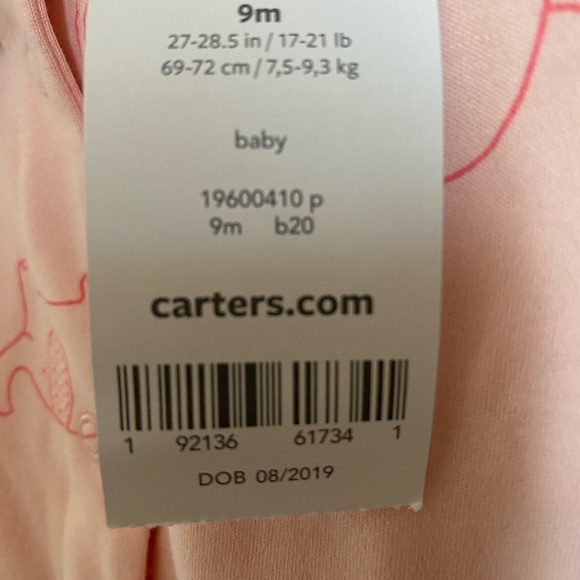 9m
27-28.5 in / 17-21 lb
69-72 cm / 7,5-9,3 kg
baby
19600410 p
9m b20
carters.com
1 92136 61734 1
DOB 08/2019